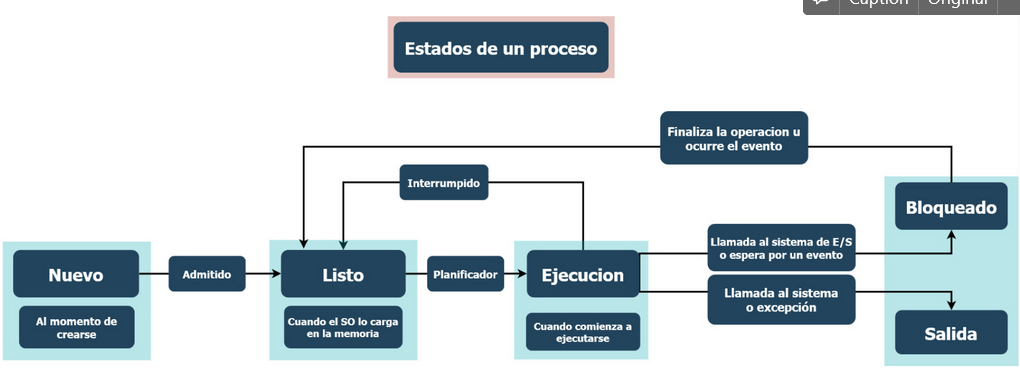 Caption
Original
Estados de un proceso
Finaliza la operacion u
ocurre el evento
Interrumpido
Bloqueado
Llamada al sistema de E/S
o espera por un evento
Nuevo
Admitido
Listo
Planificador
Ejecucion
Llamada al sistema
o excepción
Al momento de
crearse
Cuando el SO lo carga
en la memoria
Cuando comienza a
ejecutarse
Salida